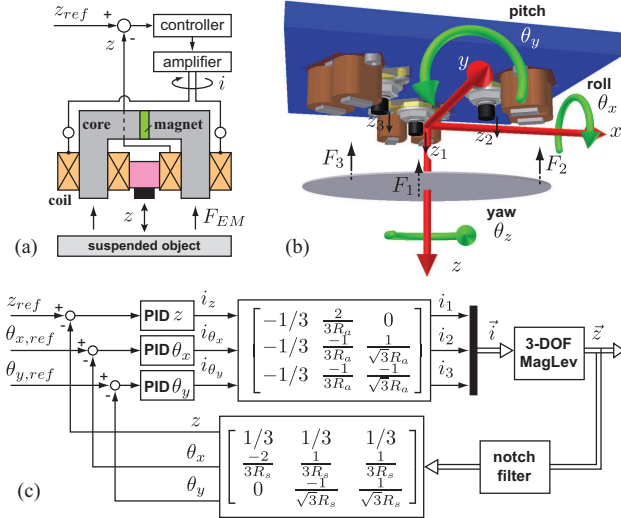 z_ref + - z controller
amplifier
i
core magnet
coil
z F_EM
(a) suspended object
pitch
θ_y
y
roll
θ_x
x
z_3 z_1 z_2
F_3 F_1 F_2
yaw
θ_z
(b) z
z_ref + - PID z i_z
θ_x,ref + - PID θ_x i_θx
θ_y,ref + - PID θ_y i_θy
-1/3 2/3R_a 0
-1/3 -1/3R_a 1/√3R_a
-1/3 -1/3R_a -1/√3R_a
i_1
i_2
i_3
i⃗ 3-DOF MagLev z⃗
z
θ_x
θ_y
1/3 1/3 1/3
-2/3R_s 1/3R_s 1/3R_s
0 -1/√3R_s 1/√3R_s
notch
filter
(c)